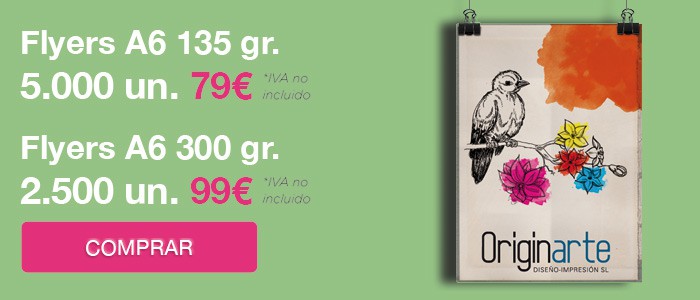 Flyers A6 135 gr.
5.000 un. 79€ *IVA no
incluido
Flyers A6 300 gr.
2.500 un. 99€ *IVA no
incluido
COMPRAR
Originarte
DISEÑO-IMPRESIÓN SL